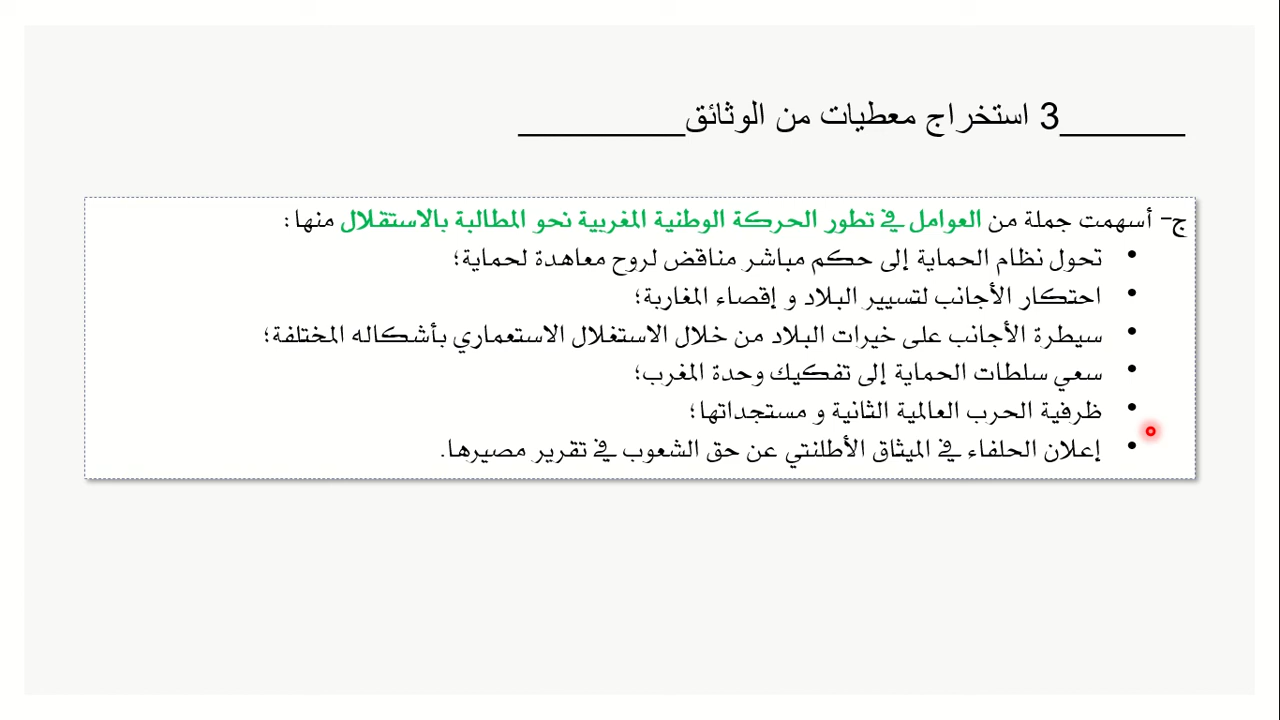 ______3 استخراج معطيات من الوثائق________
ج- أسهمت جملة من العوامل في تطور الحركة الوطنية المغربية نحو المطالبة بالاستقلال منها:
• تحول نظام الحماية إلى حكم مباشر مناقض لروح معاهدة لحماية؛
• احتكار الأجانب لتسيير البلاد و إقصاء المغاربة؛
• سيطرة الأجانب على خيرات البلاد من خلال الاستغلال الاستعماري بأشكاله المختلفة؛
• سعي سلطات الحماية إلى تفكيك وحدة المغرب؛
• ظرفية الحرب العالمية الثانية و مستجداتها؛
• إعلان الحلفاء في الميثاق الأطلنتي عن حق الشعوب في تقرير مصيرها.